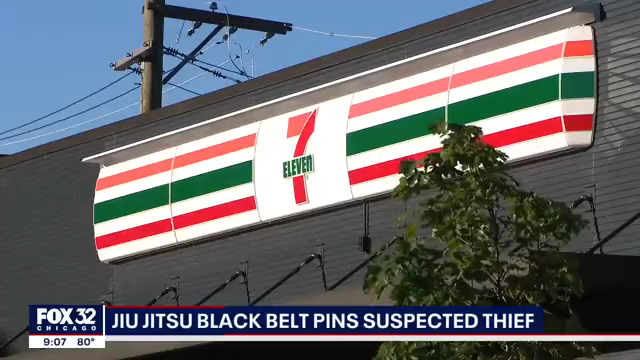 7
ELEVEN
FOX 32
CHICAGO
9:07 80°
JIU JITSU BLACK BELT PINS SUSPECTED THIEF